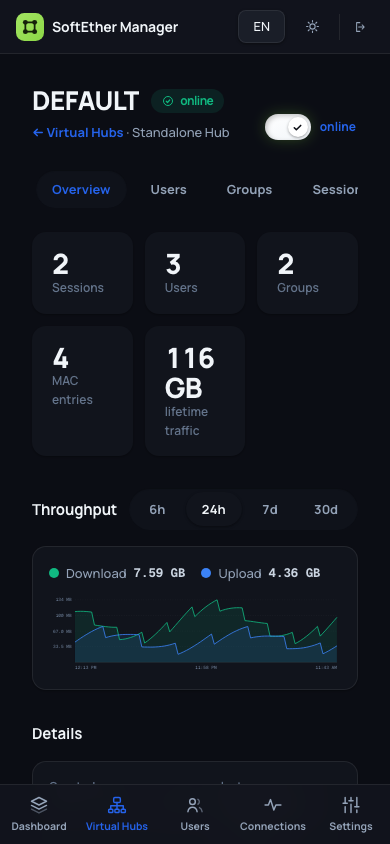 SoftEther Manager
EN
DEFAULT
online
← Virtual Hubs · Standalone Hub
online
Overview
Users
Groups
2
Sessions
3
Users
2
Groups
4
MAC
entries
116
GB
lifetime
traffic
Throughput
6h
24h
7d
30d
Download 7.59 GB
Upload 4.36 GB
Details
Dashboard
Virtual Hubs
Users
Connections
Settings